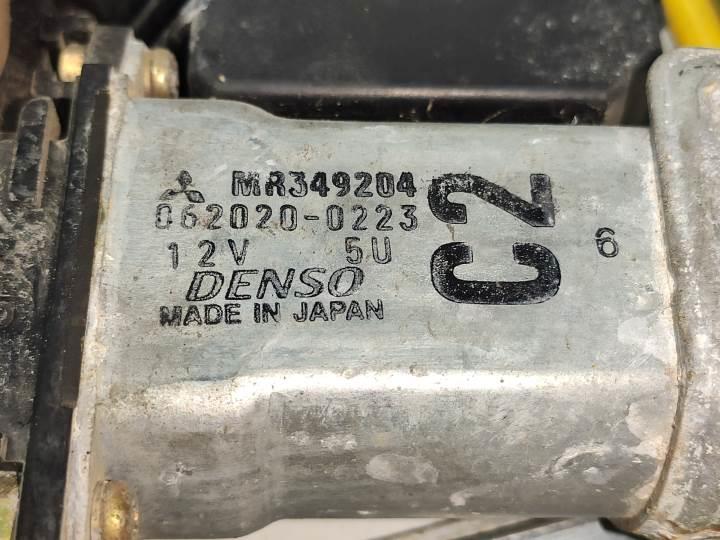 MR349204
062020-0223
12V 5U
DENSO
MADE IN JAPAN
C2
6